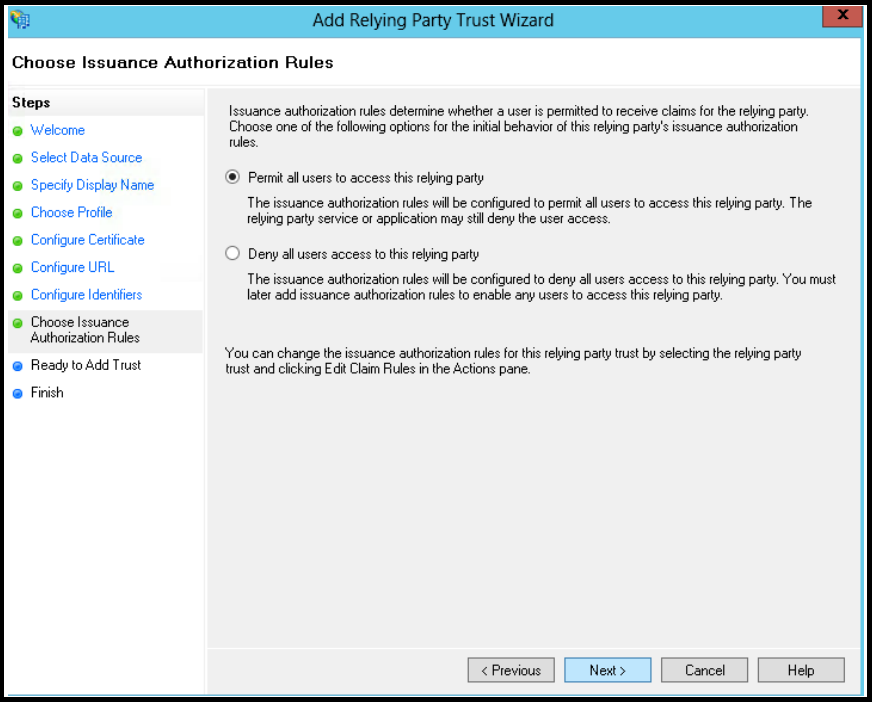 Add Relying Party Trust Wizard
x
Choose Issuance Authorization Rules
Steps
Welcome
Select Data Source
Specify Display Name
Choose Profile
Configure Certificate
Configure URL
Configure Identifiers
Choose Issuance
Authorization Rules
Ready to Add Trust
Finish
Issuance authorization rules determine whether a user is permitted to receive claims for the relying party.
Choose one of the following options for the initial behavior of this relying party's issuance authorization
rules.
Permit all users to access this relying party
The issuance authorization rules will be configured to permit all users to access this relying party. The
relying party service or application may still deny the user access.
Deny all users access to this relying party
The issuance authorization rules will be configured to deny all users access to this relying party. You must
later add issuance authorization rules to enable any users to access this relying party.
You can change the issuance authorization rules for this relying party trust by selecting the relying party
trust and clicking Edit Claim Rules in the Actions pane.
< Previous
Next >
Cancel
Help